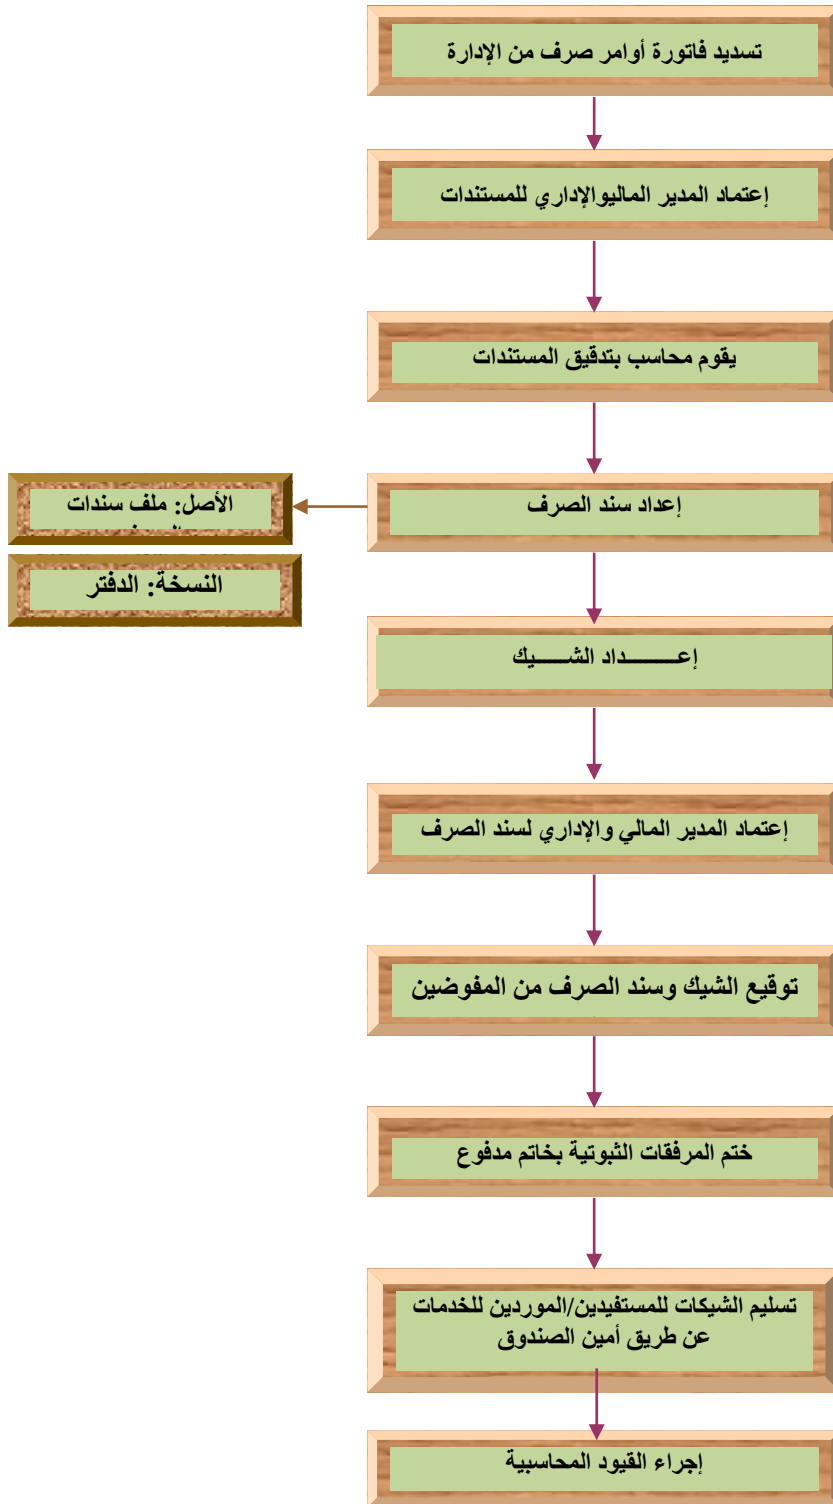 تسديد فاتورة أوامر صرف من الإدارة
إعتماد المدير الماليوالإداري للمستندات
يقوم محاسب بتدقيق المستندات
إعداد سند الصرف
الأصل: ملف سندات
النسخة: الدفتر
إعــــــــداد الشـــــيك
إعتماد المدير المالي والإداري لسند الصرف
توقيع الشيك وسند الصرف من المفوضين
ختم المرفقات الثبوتية بخاتم مدفوع
تسليم الشيكات للمستفيدين/الموردين للخدمات
عن طريق أمين الصندوق
إجراء القيود المحاسبية